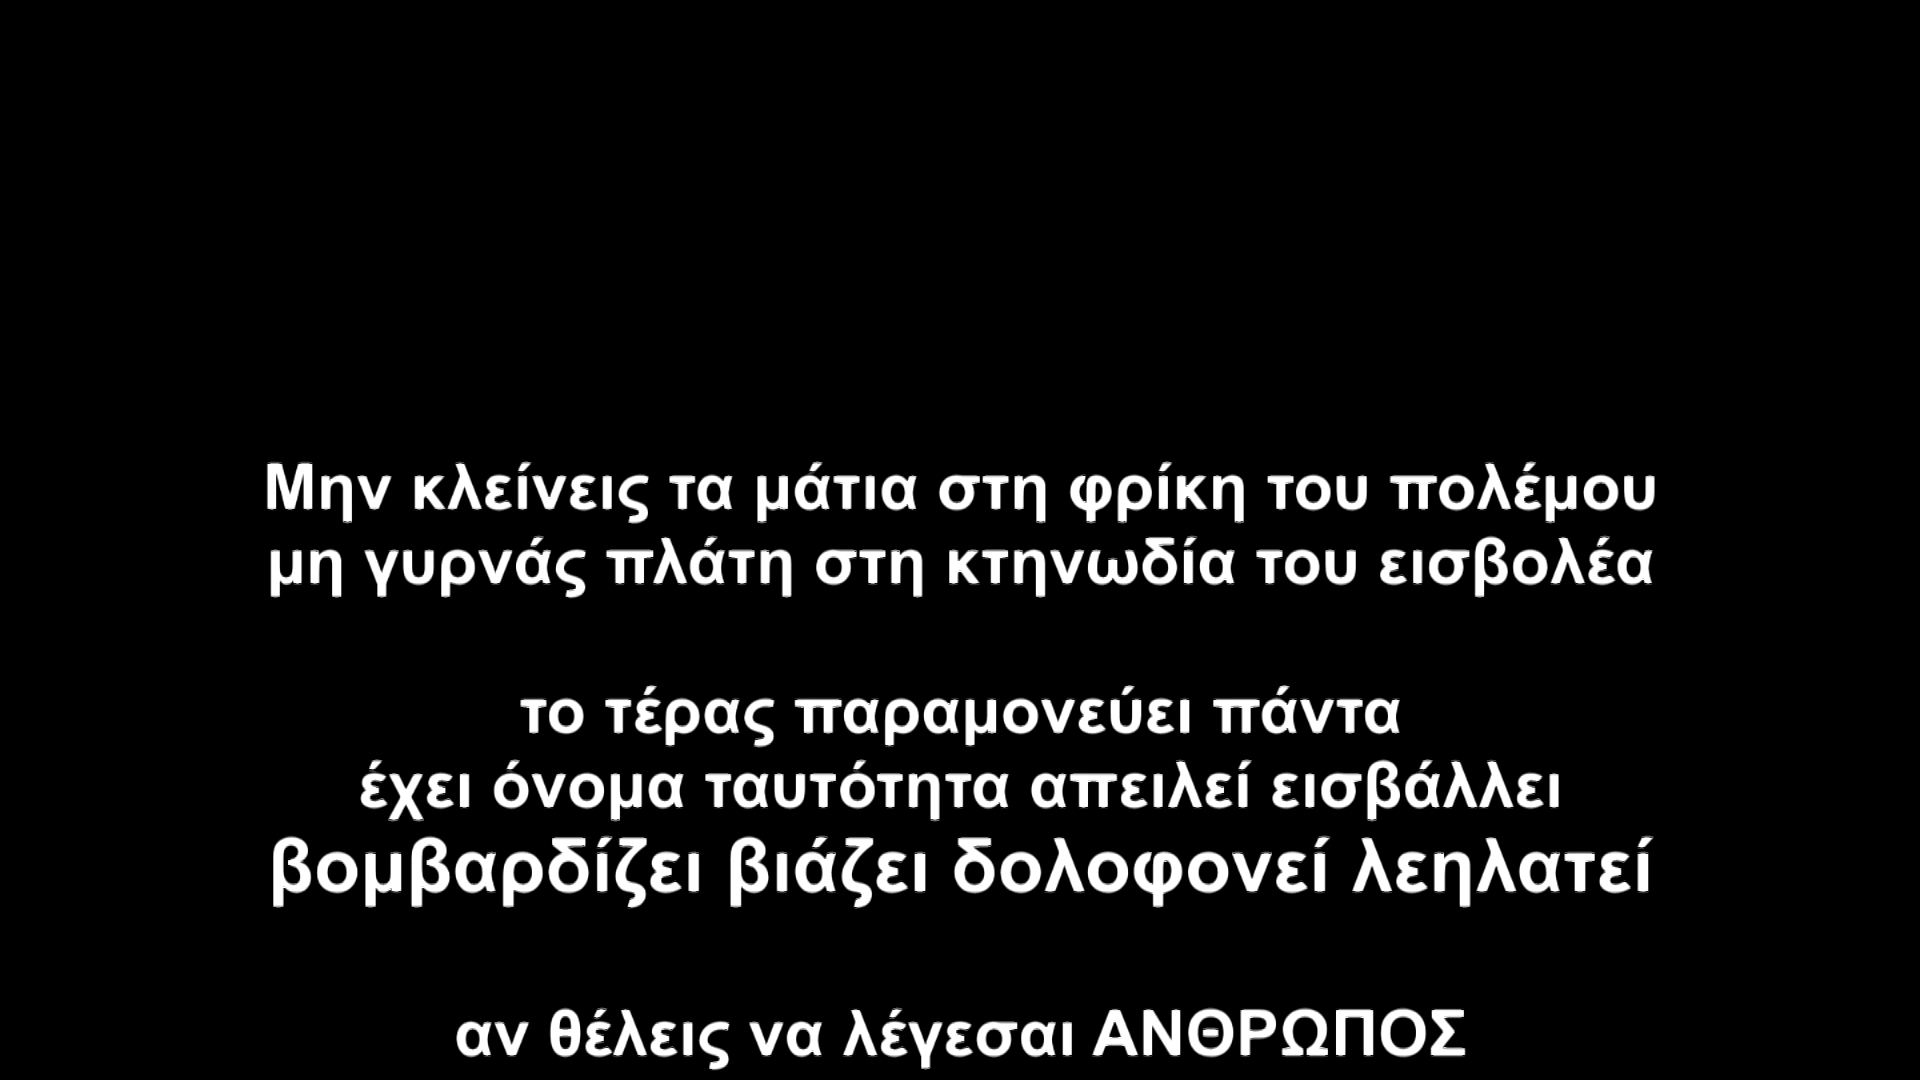 Μην κλείνεις τα μάτια στη φρίκη του πολέμου
μη γυρνάς πλάτη στη κτηνωδία του εισβολέα
το τέρας παραμονεύει πάντα
έχει όνομα ταυτότητα απειλεί εισβάλλει
βομβαρδίζει βιάζει δολοφονεί λεηλατεί
αν θέλεις να λέγεσαι ΑΝΘΡΩΠΟΣ